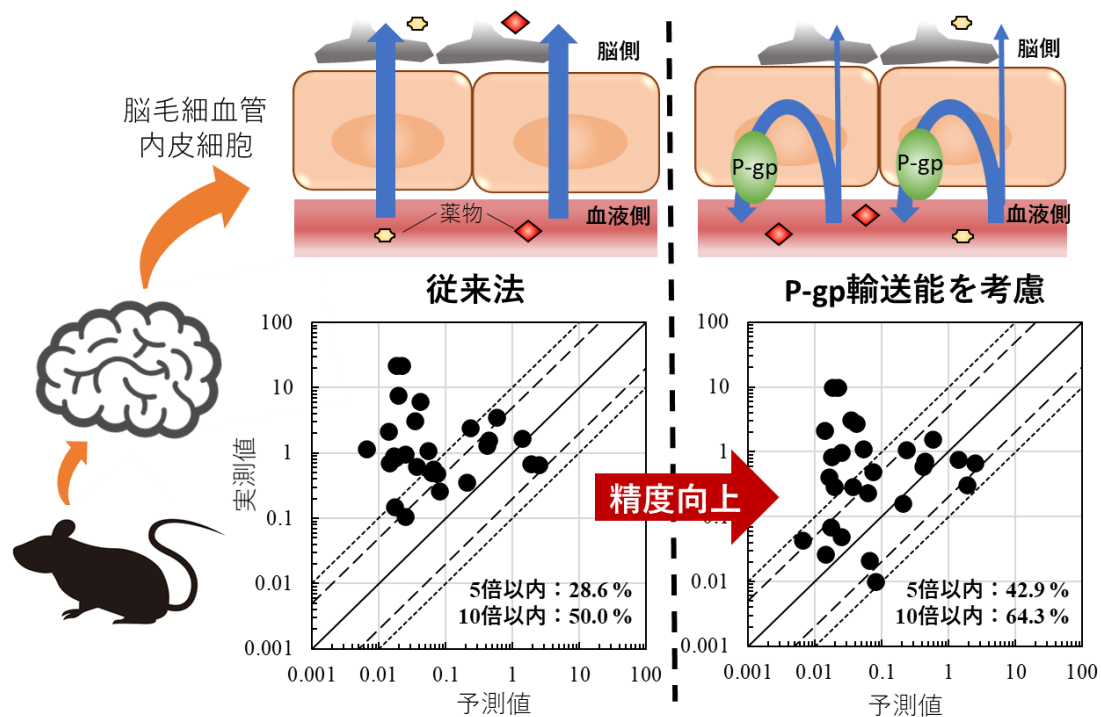 脳毛細血管
内皮細胞
脳側
薬物
血液側
脳側
P-gp
P-gp
血液側
従来法
100
10
1
0.1
0.01
0.001
実測値
5倍以内：28.6 %
10倍以内：50.0 %
0.001
0.01
0.1
1
10
100
予測値
精度向上
P-gp輸送能を考慮
100
10
1
0.1
0.01
0.001
5倍以内：42.9 %
10倍以内：64.3 %
0.001
0.01
0.1
1
10
100
予測値